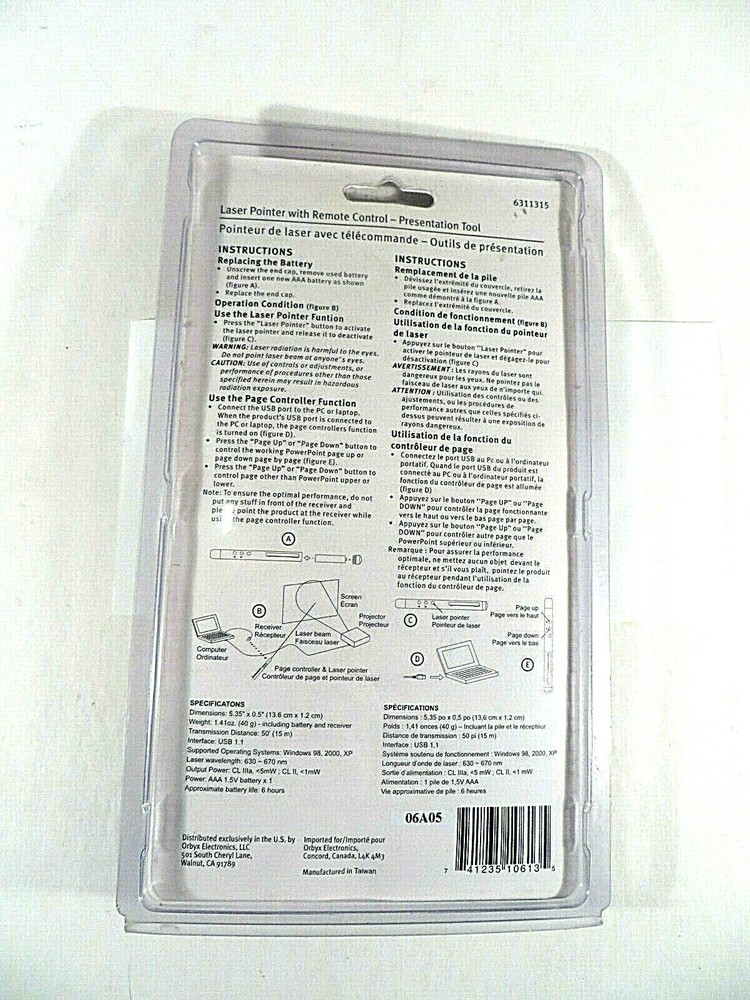 6311315
Laser Pointer with Remote Control – Presentation Tool
Pointeur de laser avec télécommande – Outils de présentation
INSTRUCTIONS
Replacing the Battery
• Unscrew the end cap, remove used battery
and insert one new AAA battery as shown
(figure A).
• Replace the end cap.
Operation Condition (figure B)
Use the Laser Pointer Funtion
• Press the "Laser Pointer" button to activate
the laser pointer and release it to deactivate
(figure C).
WARNING: Laser radiation is harmful to the eyes.
Do not point laser beam at anyone's eyes.
CAUTION: Use of controls or adjustments, or
performance of procedures other than those
specified herein may result in hazardous
radiation exposure.
Use the Page Controller Function
• Connect the USB port to the PC or laptop.
When the product's USB port is connected to
the PC or laptop, the page controllers function
is turned on (figure D).
• Press the "Page Up" or "Page Down" button to
control the working PowerPoint page up or
page down page by page (figure E).
• Press the "Page Up" or "Page Down" button to
control page other than PowerPoint upper or
lower.
Note: To ensure the optimal performance, do not
put any stuff in front of the receiver and
point the product at the receiver while
the page controller function.
INSTRUCTIONS
Remplacement de la pile
• Dévissez l'extrémité du couvercle, retirez la
pile usagée et insérez une nouvelle pile AAA
comme démontré à la figure A.
• Replacez l'extrémité du couvercle.
Condition de fonctionnement (figure B)
Utilisation de la fonction du pointeur
de laser
• Appuyez sur le bouton "Laser Pointer" pour
activer le pointeur de laser et dégagez-le pour
désactivation (figure C)
AVERTISSEMENT : Les rayons du laser sont
dangereux pour les yeux. Ne pointez pas le
faisceau de laser aux yeux de n'importe qui.
ATTENTION : Utilisation des contrôles ou des
ajustements, ou les procédures de
performance autres que celles spécifiées ci-
dessus peuvent résulter à une exposition de
rayons dangereux.
Utilisation de la fonction du
contrôleur de page
• Connectez le port USB au Pc ou à l'ordinateur
portatif. Quand le port USB du produit est
connecté au PC ou à l'ordinateur portatif, la
fonction du contrôleur de page est allumée
(figure D)
• Appuyez sur le bouton "Page UP" ou "Page
DOWN" pour contrôler la page fonctionnante
vers le haut ou vers le bas page par page.
• Appuyez sur le bouton "Page Up" ou "Page
DOWN" pour contrôler autre page que le
PowerPoint supérieur ou inférieur.
Remarque : Pour assurer la performance
optimale, ne mettez aucun objet devant le
récepteur et s'il vous plaît, pointez le produit
au récepteur pendant l'utilisation de la
fonction du contrôleur de page.
A
B
Screen
Écran
Projector
Projecteur
Receiver
Récepteur
Laser beam
Faisceau laser
Computer
Ordinateur
Page controller & Laser pointer
Contrôleur de page et pointeur de laser
C
Laser pointer
Pointeur de laser
Page up
Page vers le haut
Page down
Page vers le bas
D
E
SPECIFICATONS
Dimensions: 5.35" x 0.5" (13.6 cm x 1.2 cm)
Weight: 1.41oz. (40 g) - including battery and receiver
Transmission Distance: 50' (15 m)
Interface: USB 1.1
Supported Operating Systems: Windows 98, 2000, XP
Laser wavelength: 630 ~ 670 nm
Output Power: CL IIIa, <5mW ; CL II, <1mW
Power: AAA 1.5V battery x 1
Approximate battery life: 6 hours
SPÉCIFICATIONS
Dimensions : 5,35 po x 0,5 po (13,6 cm x 1,2 cm)
Poids : 1,41 onces (40 g) – Incluant la pile et le récepteur
Distance de transmission : 50 pi (15 m)
Interface : USB 1,1
Système soutenu de fonctionnement : Windows 98, 2000, XP
Longueur d'onde de laser : 630 ~ 670 nm
Sortie d'alimentation : CL IIIa, <5 mW ; CL II, <1 mW
Alimentation : 1 pile de 1,5V AAA
Vie approximative de pile : 6 heures
06A05
Distributed exclusively in the U.S. by
Orbyx Electronics, LLC
501 South Cheryl Lane,
Walnut, CA 91789
Imported for/Importé pour
Orbyx Electronics,
Concord, Canada, L4K 4M3
Manufactured in Taiwan
7 41235 10613 5